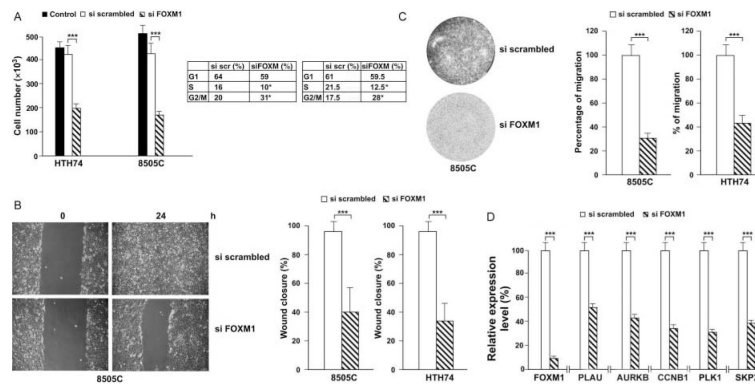 A
Control si scrambled si FOXM1
*** ***
Cell number (×10³)
500
400
300
200
100
0
HTH74 8505C
si scr (%) siFOXM (%)
G1 64 59
S 16 10*
G2/M 20 31*
si scr (%) siFOXM (%)
G1 61 59.5
S 21.5 12.5*
G2/M 17.5 28*
B
0 24 h
si scrambled
si FOXM1
8505C
si scrambled si FOXM1
Wound closure (%)
100
80
60
40
20
0
***
8505C
Wound closure (%)
100
80
60
40
20
0
***
HTH74
C
si scrambled
si FOXM1
8505C
si scrambled si FOXM1
Percentage of migration
120
100
80
60
40
20
0
***
8505C
% of migration
120
100
80
60
40
20
0
***
HTH74
D
si scrambled si FOXM1
Relative expression
level (%)
100
80
60
40
20
0
*** *** *** *** *** ***
FOXM1 PLAU AURKB CCNB1 PLK1